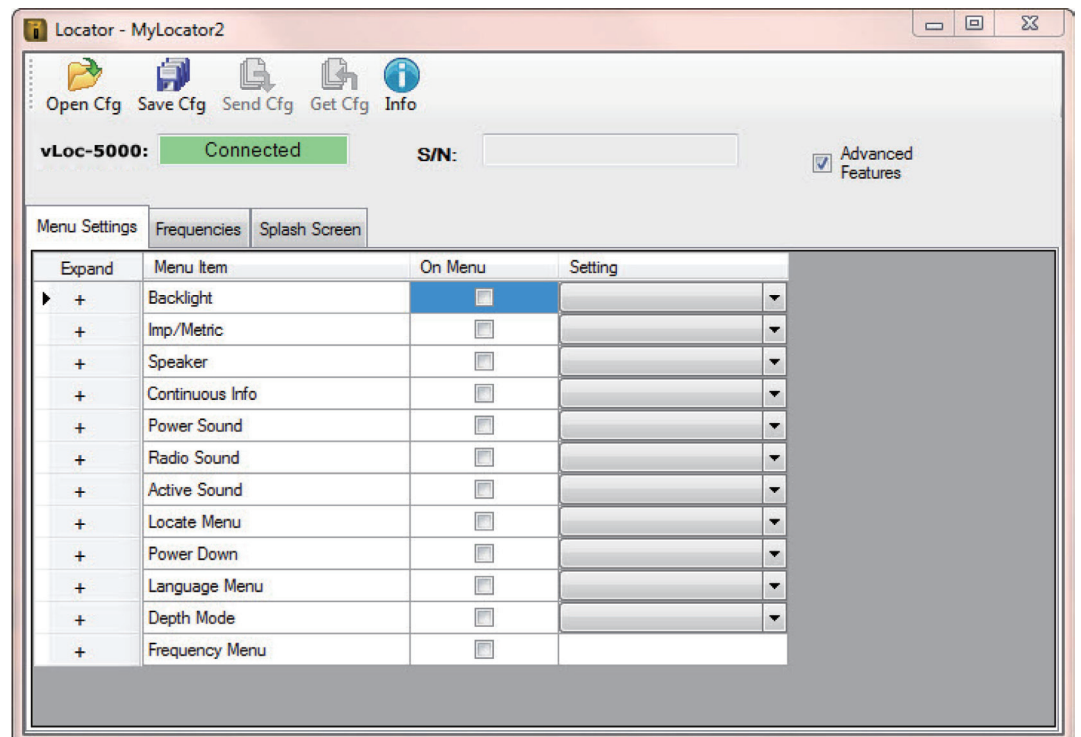 Locator - MyLocator2
Open Cfg Save Cfg Send Cfg Get Cfg Info
vLoc-5000: Connected S/N: Advanced
Features
Menu Settings Frequencies Splash Screen
Expand Menu Item On Menu Setting
+ Backlight
+ Imp/Metric
+ Speaker
+ Continuous Info
+ Power Sound
+ Radio Sound
+ Active Sound
+ Locate Menu
+ Power Down
+ Language Menu
+ Depth Mode
+ Frequency Menu